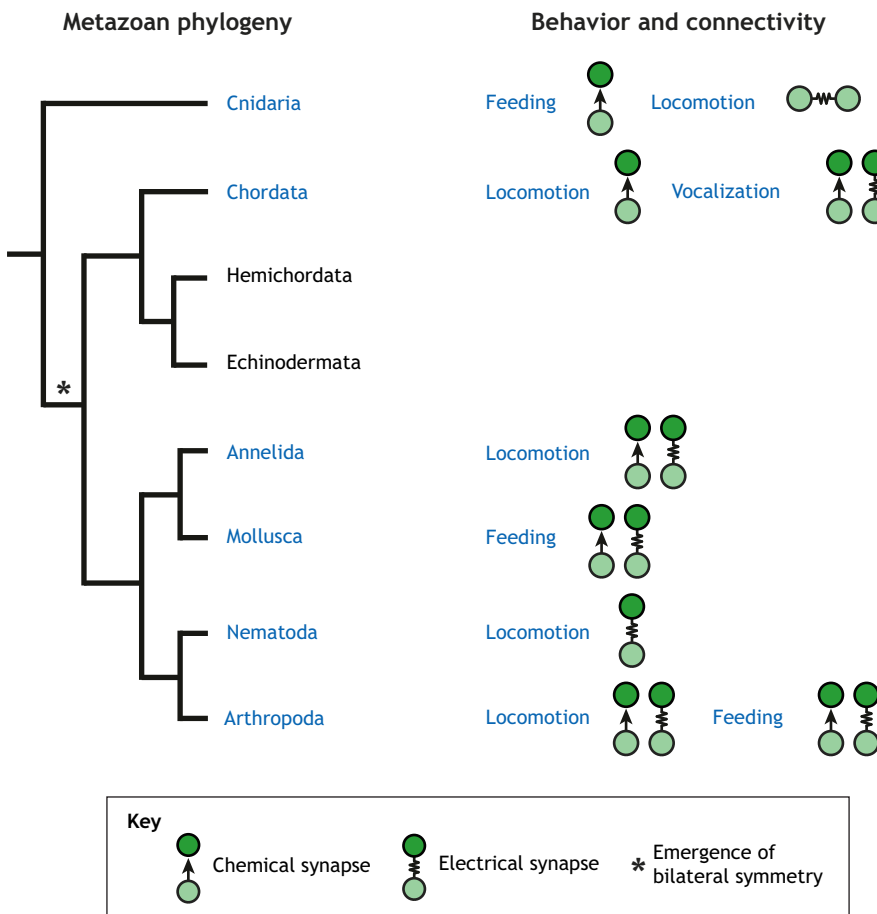 Metazoan phylogeny
Behavior and connectivity
Cnidaria
Feeding
Locomotion
Chordata
Locomotion
Vocalization
Hemichordata
Echinodermata
*
Annelida
Locomotion
Mollusca
Feeding
Nematoda
Locomotion
Arthropoda
Locomotion
Feeding
Key
Chemical synapse
Electrical synapse
* Emergence of
bilateral symmetry